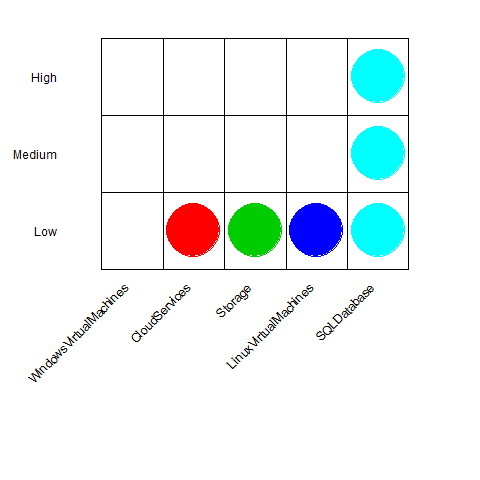 High
Medium
Low
WindowsVirtualMachines
CloudServices
Storage
LinuxVirtualMachines
SQLDatabase